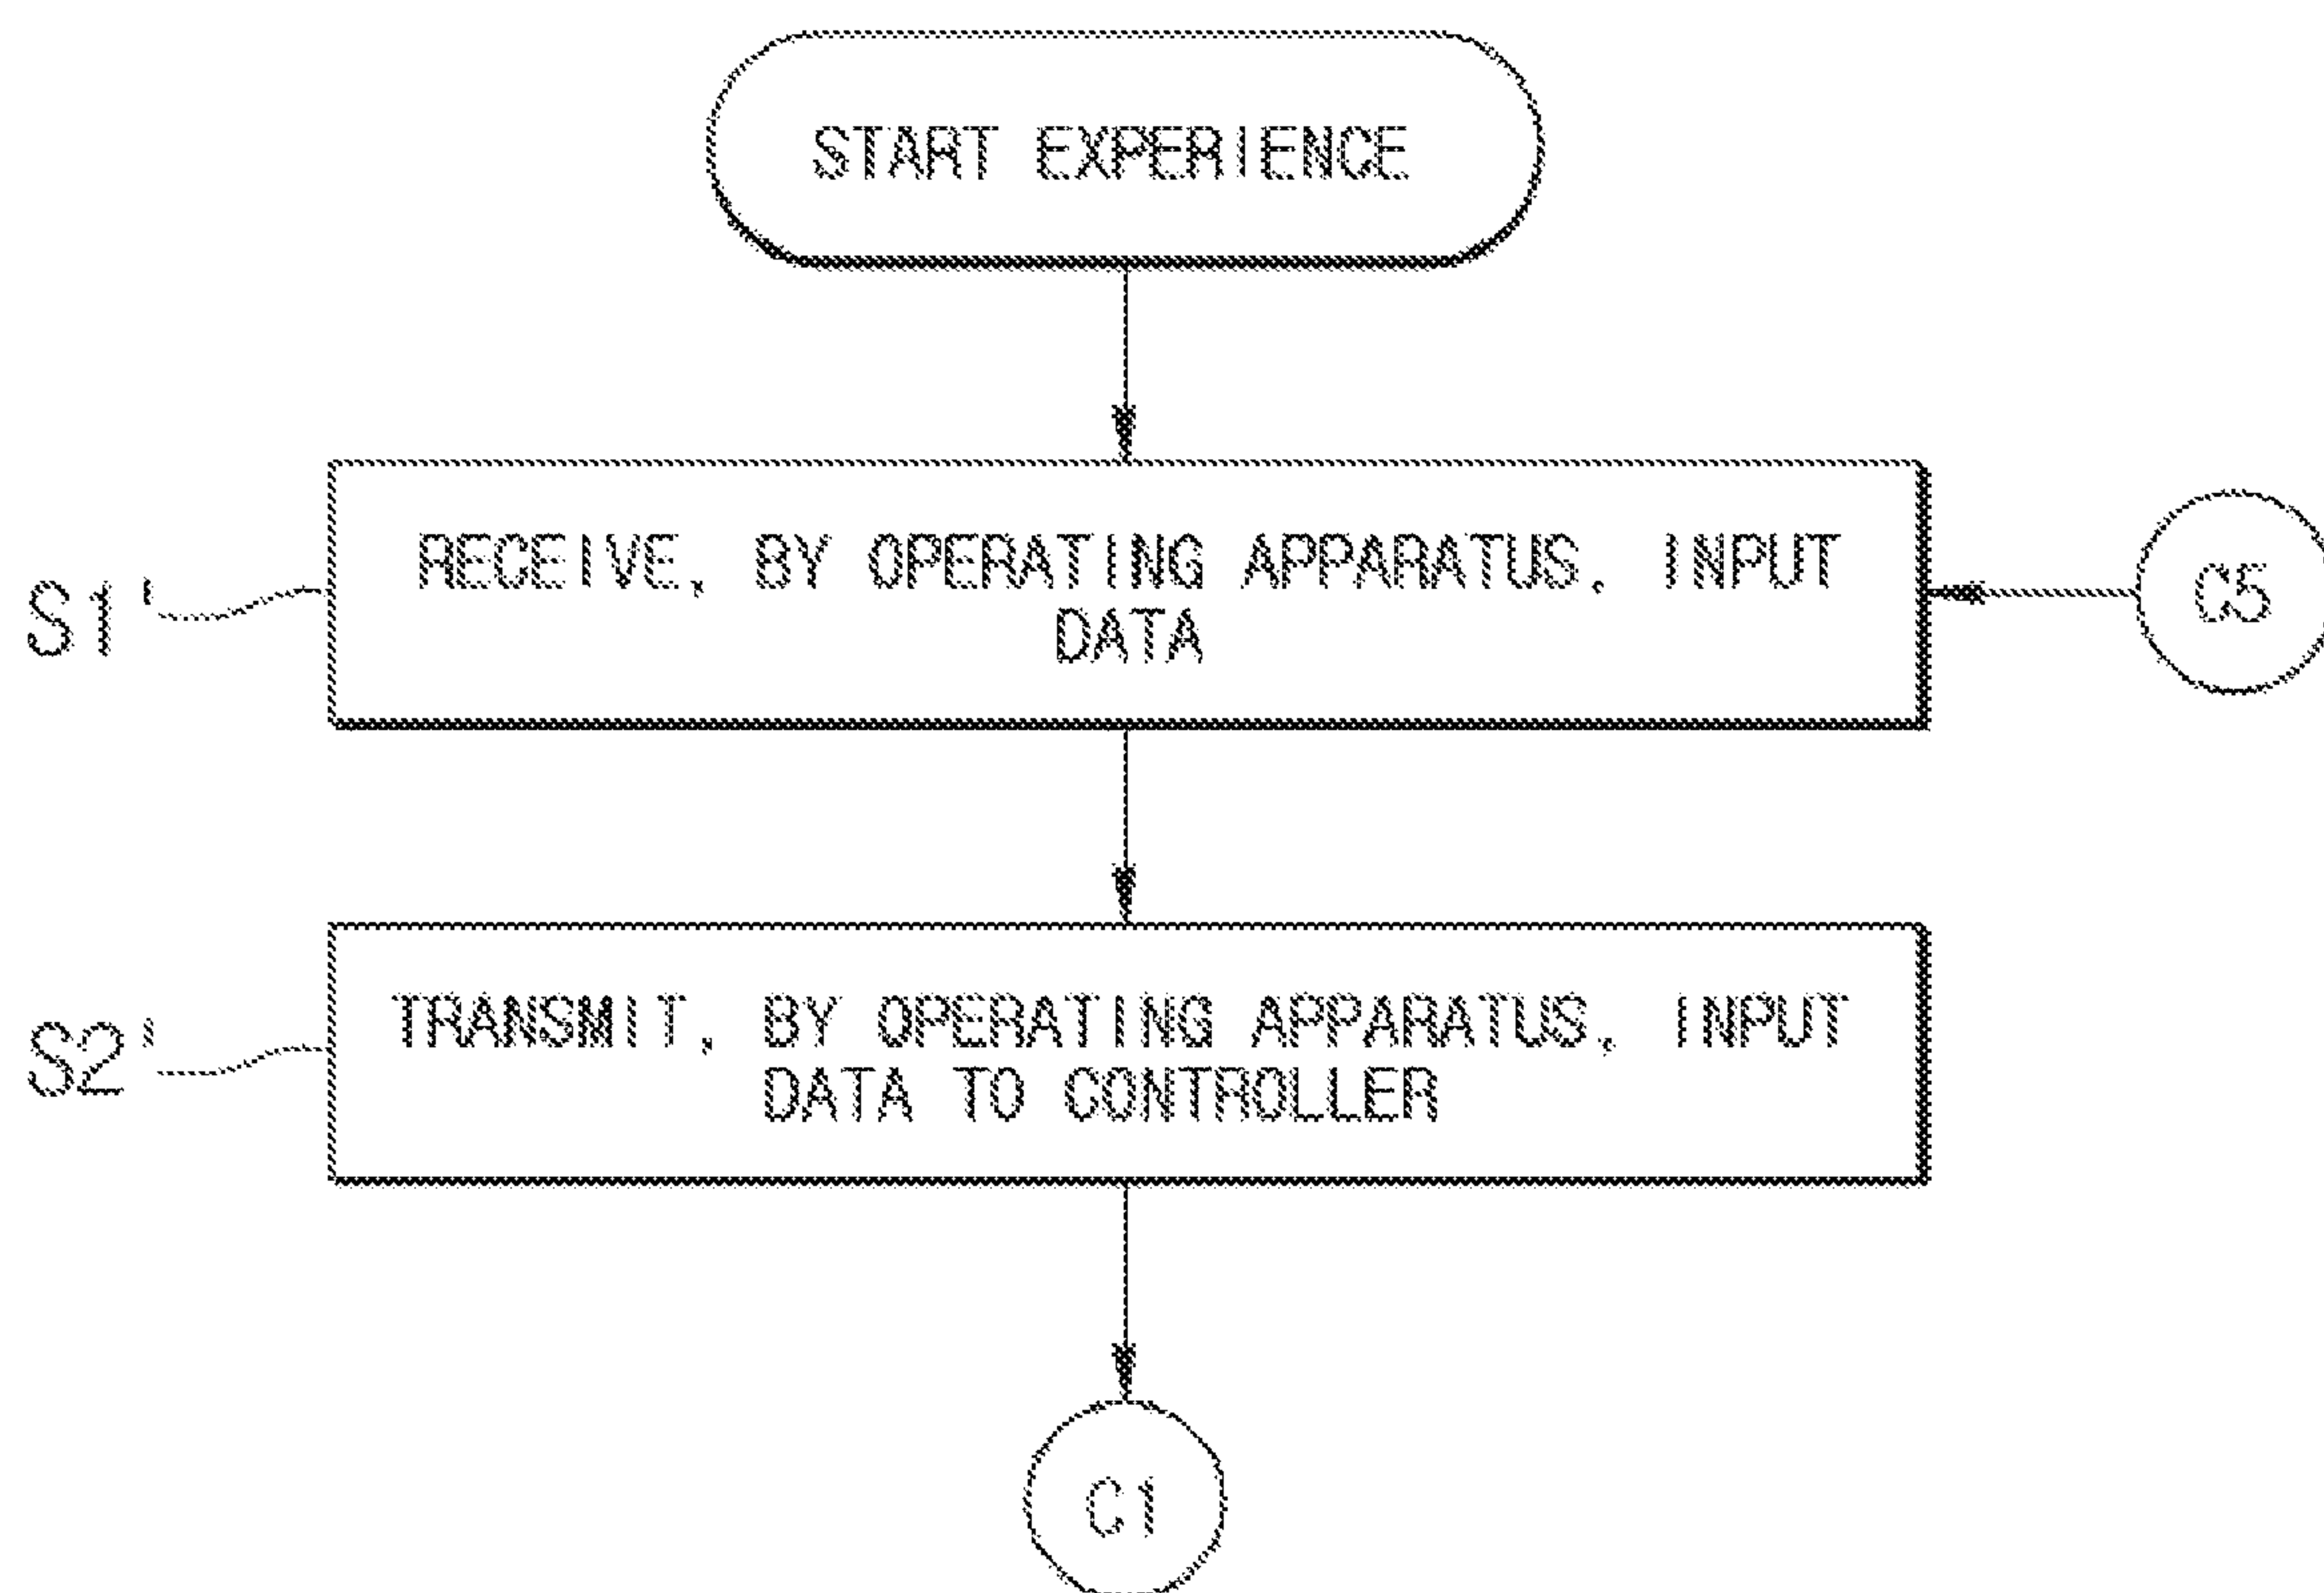 START EXPERIENCE
RECEIVE, BY OPERATING APPARATUS, INPUT
DATA
S1'
C5
TRANSMIT, BY OPERATING APPARATUS, INPUT
DATA TO CONTROLLER
S2'
C1